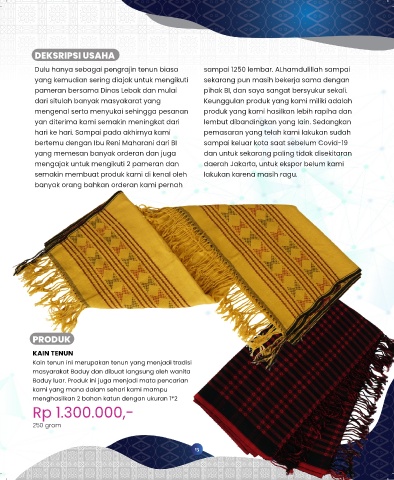 DEKSRIPSI USAHA
Dulu hanya sebagai pengrajin tenun biasa
yang kemudian sering diajak untuk mengikuti
pameran bersama Dinas Lebak dan mulai
dari situlah banyak masyakarat yang
mengenal serta menyukai sehingga pesanan
yan diterima kami semakin meningkat dari
hari ke hari. Sampai pada akhirnya kami
bertemu dengan Ibu Reni Maharani dari BI
yang memesan banyak orderan dan juga
mengajak untuk mengikuti 2 pameran dan
semakin membuat produk kami di kenal oleh
banyak orang bahkan orderan kami pernah
sampai 1250 lembar. ALhamdulillah sampai
sekarang pun masih bekerja sama dengan
pihak BI, dan saya sangat bersyukur sekali.
Keunggulan produk yang kami miliki adalah
produk yang kami hasilkan lebih rapiha dan
lembut dibandingkan yang lain. Sedangkan
pemasaran yang telah kami lakukan sudah
sampai keluar kota saat sebelum Covid-19
dan untuk sekarang paling tidak disekitaran
daerah Jakarta, untuk ekspor belum kami
lakukan karena masih ragu.
PRODUK
KAIN TENUN
Kain tenun ini merupakan tenun yang menjadi tradisi
masyarakat Baduy dan dibuat langsung oleh wanita
Baduy luar. Produk ini juga menjadi mata pencarian
kami yang mana dalam sehari kami mampu
menghasilkan 2 bahan katun dengan ukuran 1*2
Rp 1.300.000,-
250 gram